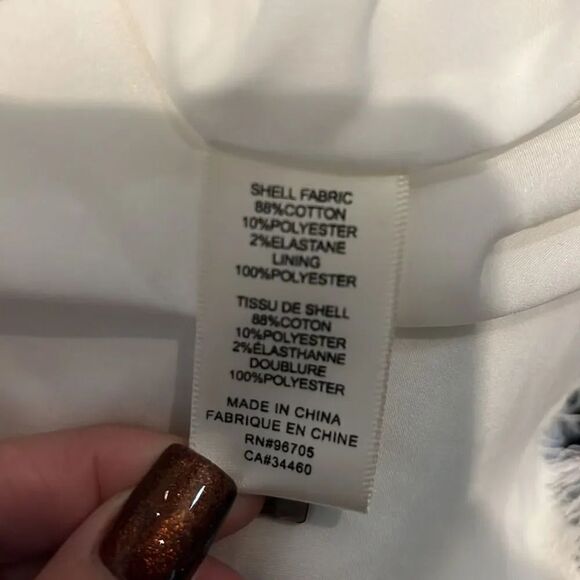 SHELL FABRIC
88%COTTON
10%POLYESTER
2%ELASTANE
LINING
100%POLYESTER
TISSU DE SHELL
88%COTON
10%POLYESTER
2%ÉLASTHANNE
DOUBLURE
100%POLYESTER
MADE IN CHINA
FABRIQUE EN CHINE
RN#96705
CA#34460